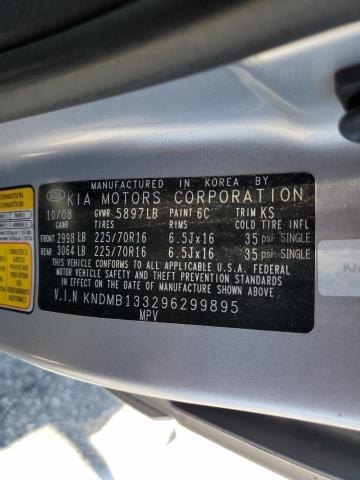 MANUFACTURED IN KOREA BY
KIA KIA MOTORS CORPORATION
10/08 GVWR 5897LB PAINT 6C TRIM KS
GAWR TIRES RIMS COLD TIRE INFL
FRONT 2998 LB 225/70R16 6.5Jx16 35 psi SINGLE
REAR 3064 LB 225/70R16 6.5Jx16 35 psi SINGLE
THIS VEHICLE CONFORMS TO ALL APPLICABLE U.S.A. FEDERAL
MOTOR VEHICLE SAFETY AND THEFT PREVENTION STANDARDS
IN EFFECT ON THE DATE OF MANUFACTURE SHOWN ABOVE
V.I.N KNDMB133296299895
MPV